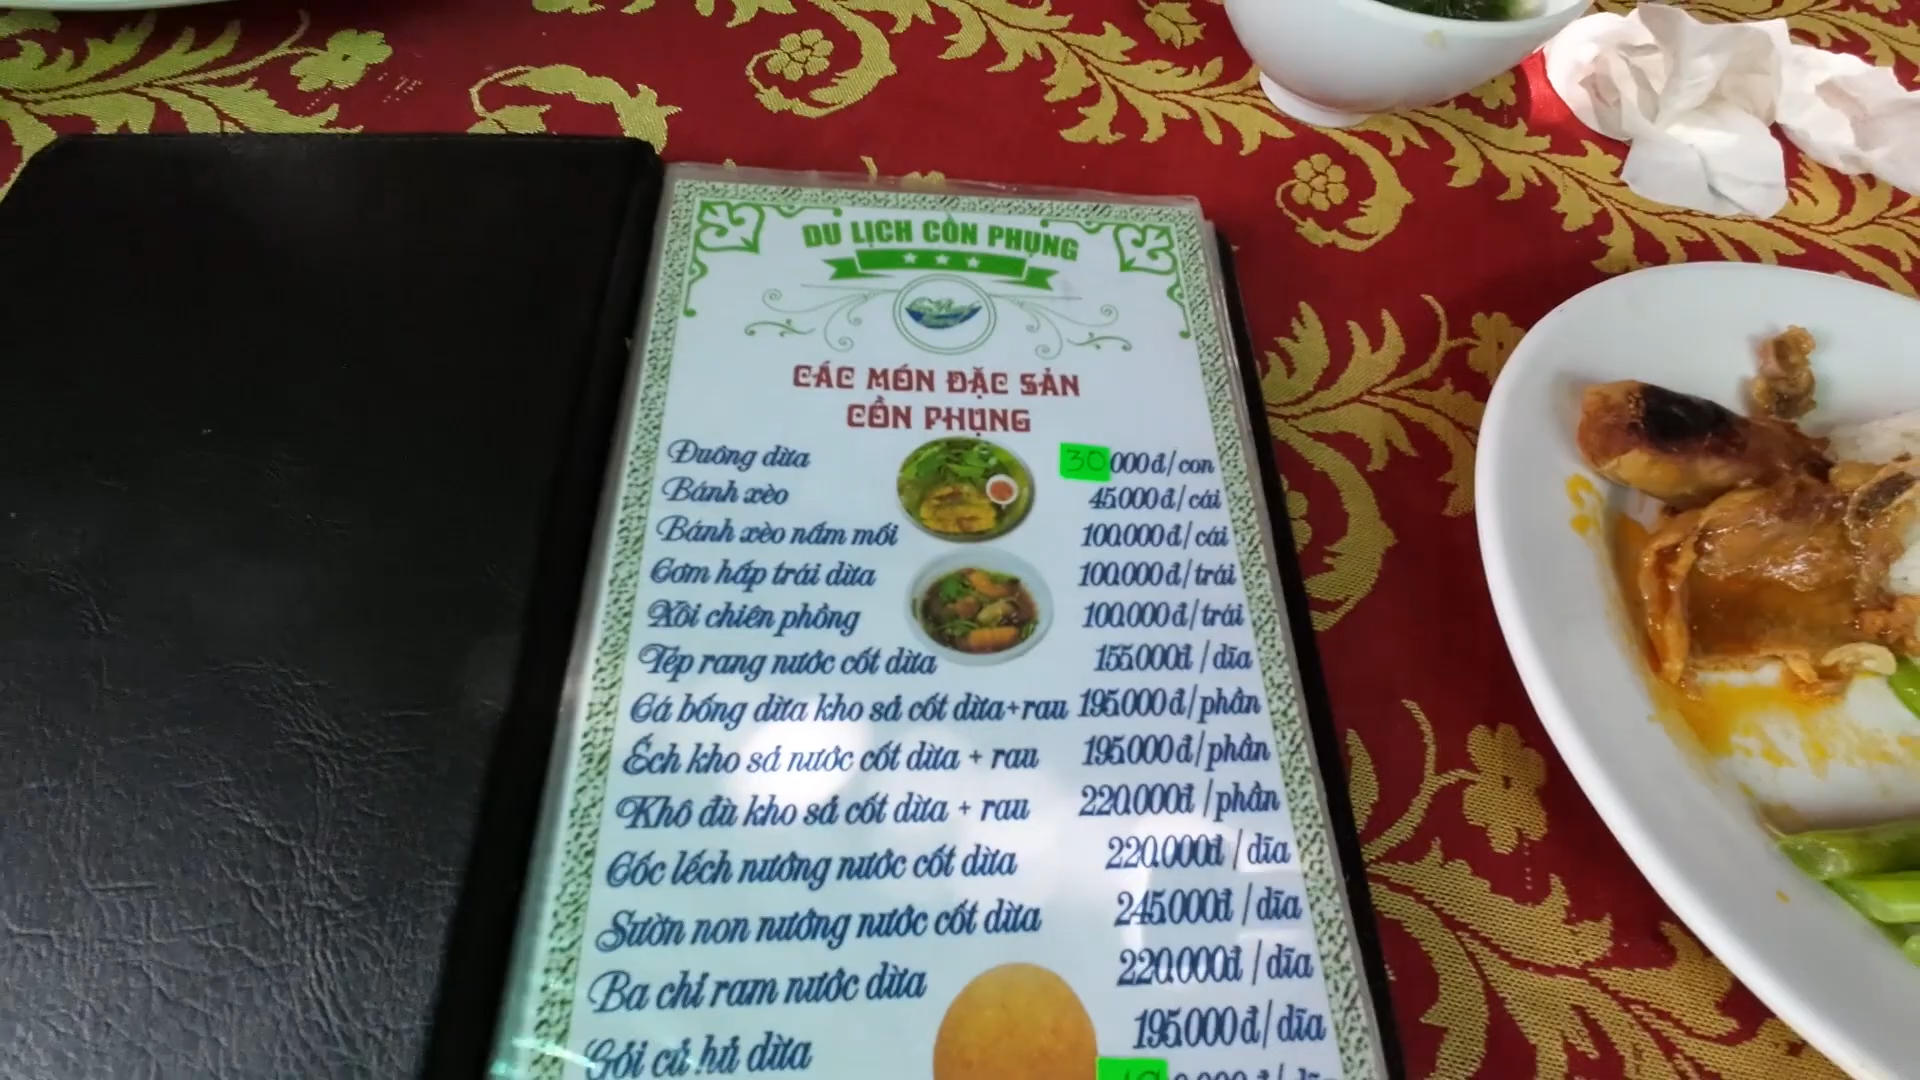 DU LỊCH CỒN PHỤNG
CÁC MÓN ĐẶC SẢN
CỒN PHỤNG
Đuông dừa 30.000đ/con
Bánh xèo 45.000đ/cái
Bánh xèo nấm mối 100.000đ/cái
Cơm hấp trái dừa 100.000đ/trái
Xôi chiên phồng 100.000đ/trái
Tép rang nước cốt dừa 155.000đ/dĩa
Cá bống dừa kho sả cốt dừa+rau 195.000đ/phần
Ếch kho sả nước cốt dừa + rau 195.000đ/phần
Khô đù kho sả cốt dừa + rau 220.000đ/phần
Cốc lếch nướng nước cốt dừa 220.000đ/dĩa
Sườn non nướng nước cốt dừa 245.000đ/dĩa
Ba chỉ ram nước dừa 220.000đ/dĩa
Gỏi củ hủ dừa 195.000đ/dĩa